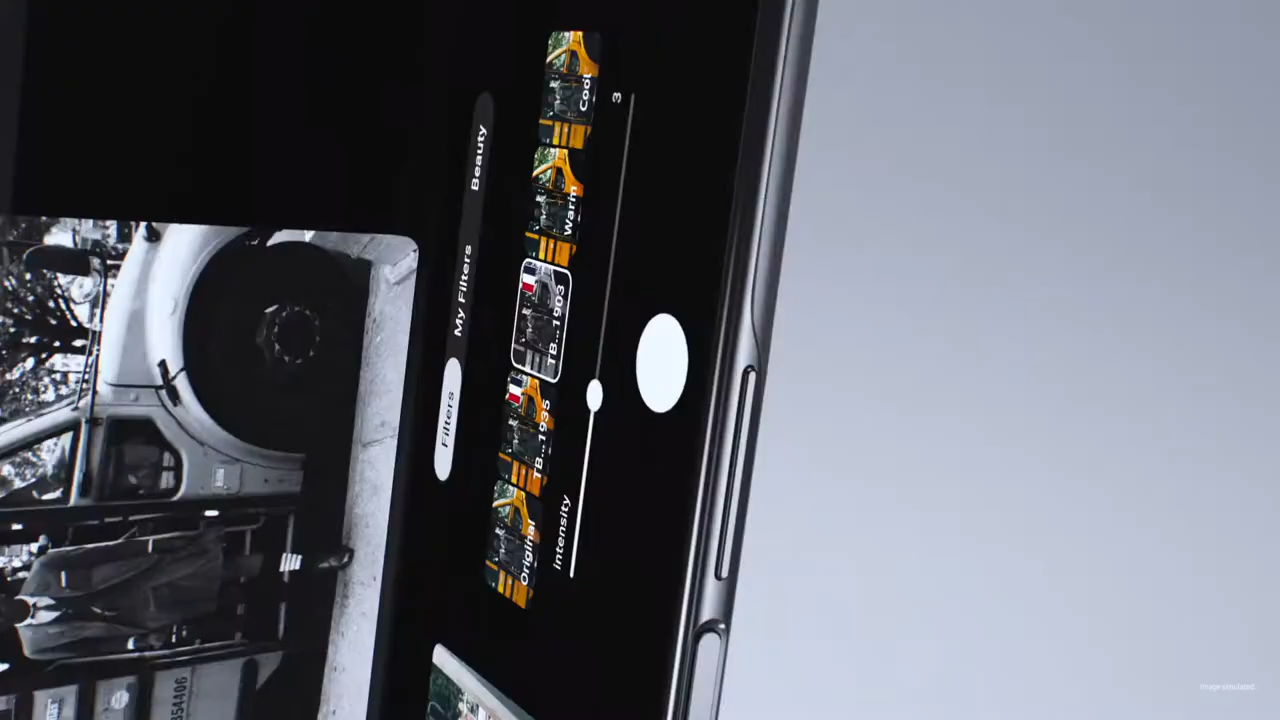 Filters
My Filters
Beauty
Original
TB...1935
TB...1903
Warm
Cool
intensity
3
354406
Image simulated.